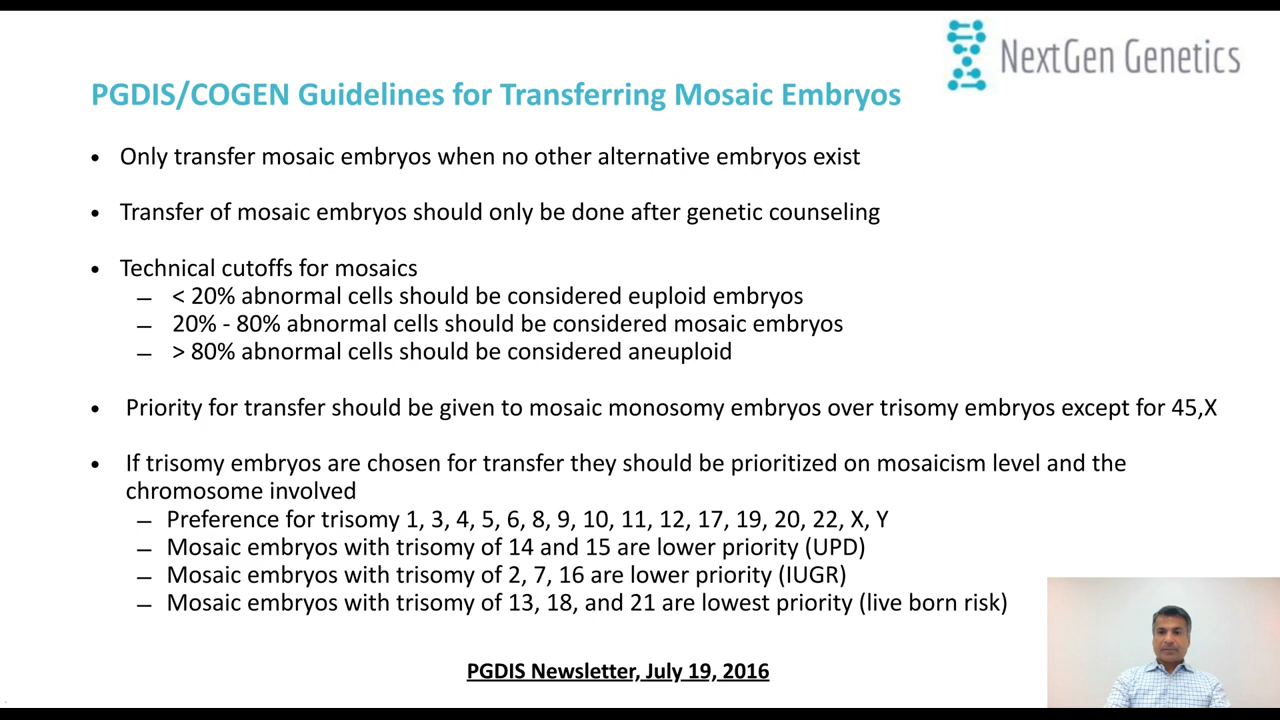 NextGen Genetics
PGDIS/COGEN Guidelines for Transferring Mosaic Embryos
• Only transfer mosaic embryos when no other alternative embryos exist
• Transfer of mosaic embryos should only be done after genetic counseling
• Technical cutoffs for mosaics
– < 20% abnormal cells should be considered euploid embryos
– 20% - 80% abnormal cells should be considered mosaic embryos
– > 80% abnormal cells should be considered aneuploid
• Priority for transfer should be given to mosaic monosomy embryos over trisomy embryos except for 45,X
• If trisomy embryos are chosen for transfer they should be prioritized on mosaicism level and the
chromosome involved
– Preference for trisomy 1, 3, 4, 5, 6, 8, 9, 10, 11, 12, 17, 19, 20, 22, X, Y
– Mosaic embryos with trisomy of 14 and 15 are lower priority (UPD)
– Mosaic embryos with trisomy of 2, 7, 16 are lower priority (IUGR)
– Mosaic embryos with trisomy of 13, 18, and 21 are lowest priority (live born risk)
PGDIS Newsletter, July 19, 2016